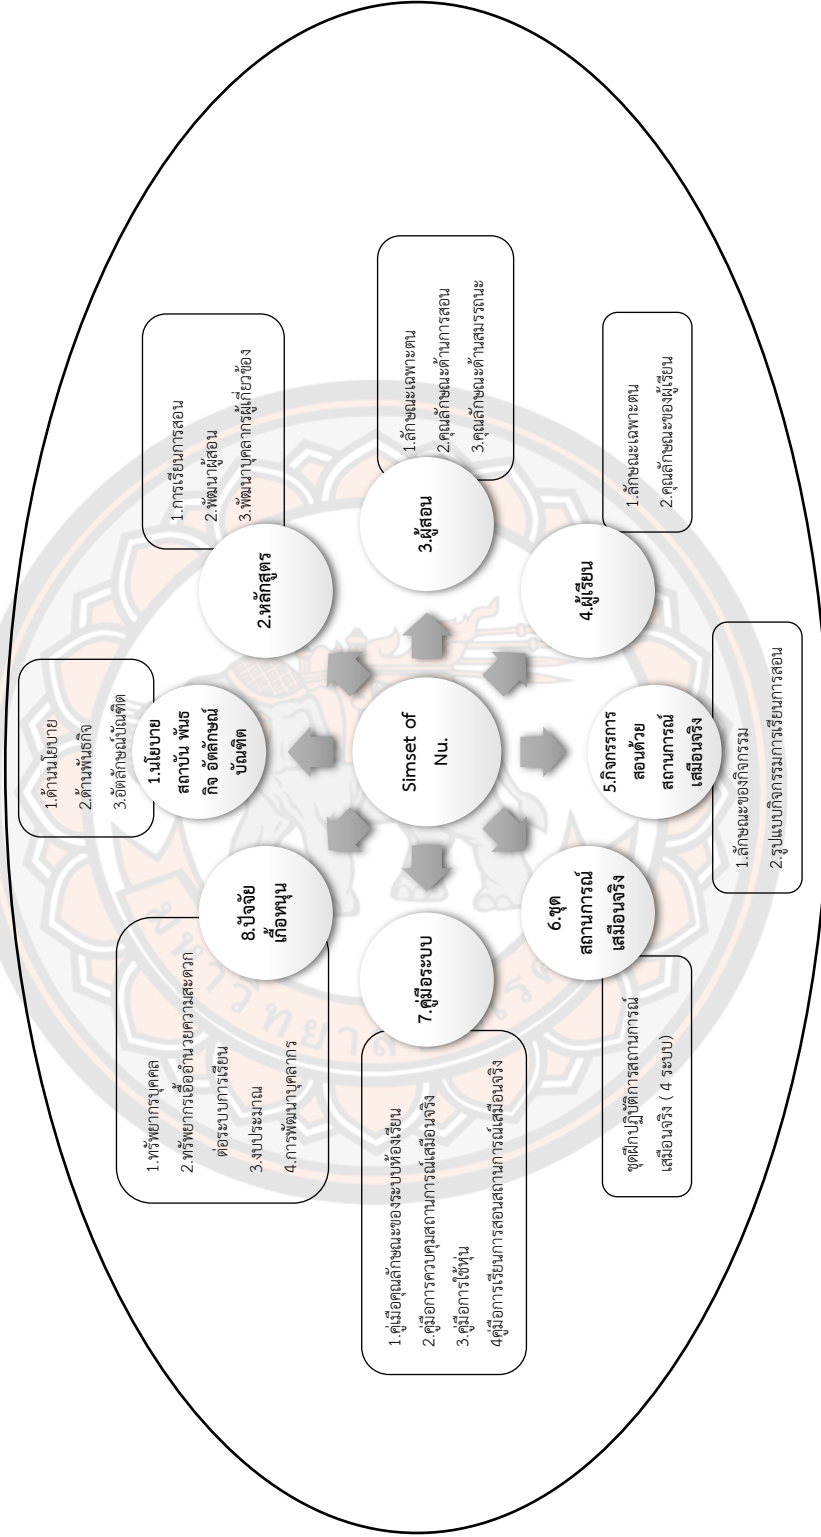 Simset of
Nu.
1.นโยบาย
สถาบัน พันธ
กิจ อัตลักษณ์
บัณฑิต
1.ด้านนโยบาย
2.ด้านพันธกิจ
3.อัตลักษณ์บัณฑิต
2.หลักสูตร
1.การเรียนการสอน
2.พัฒนาผู้สอน
3.พัฒนาบุคลากรผู้เกี่ยวข้อง
3.ผู้สอน
1.ลักษณะเฉพาะตน
2.คุณลักษณะด้านการสอน
3.คุณลักษณะด้านสมรรถนะ
4.ผู้เรียน
1.ลักษณะเฉพาะตน
2.คุณลักษณะของผู้เรียน
5.กิจกรรการ
สอนด้วย
สถานการณ์
เสมือนจริง
1.ลักษณะของกิจกรรม
2.รูปแบบกิจกรรมการเรียนการสอน
6.ชุด
สถานการณ์
เสมือนจริง
ชุดฝึกปฏิบัติการสถานการณ์
เสมือนจริง ( 4 ระบบ)
7.คู่มือระบบ
1.คู่เมือคุณลักษณะของระบบห้องเรียน
2.คู่มือการควบคุมสถานการณ์เสมือนจริง
3.คู่มือการใช้หุ่น
4คู่มือการเรียนการสอนสถานการณ์เสมือนจริง
8.ปัจจัย
เกื้อหนุน
1.ทรัพยากรบุคคล
2.ทรัพยากรเอื้ออำนวยความสะดวก
ต่อระบบการเรียน
3.งบประมาณ
4.การพัฒนาบุคลากร